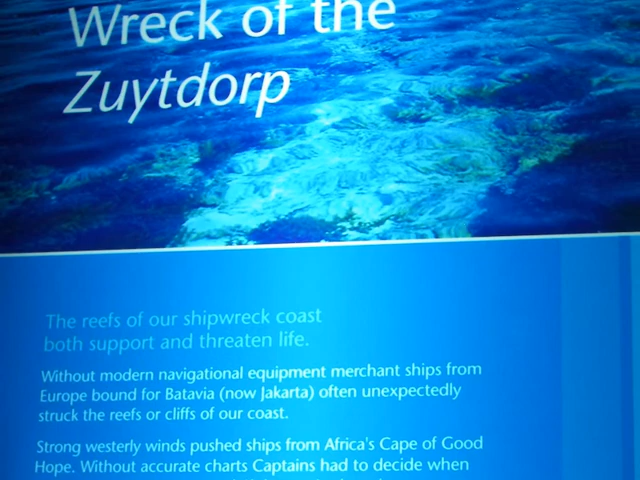 Wreck of the
Zuytdorp
The reefs of our shipwreck coast
both support and threaten life.
Without modern navigational equipment merchant ships from
Europe bound for Batavia (now Jakarta) often unexpectedly
struck the reefs or cliffs of our coast.
Strong westerly winds pushed ships from Africa's Cape of Good
Hope. Without accurate charts Captains had to decide when